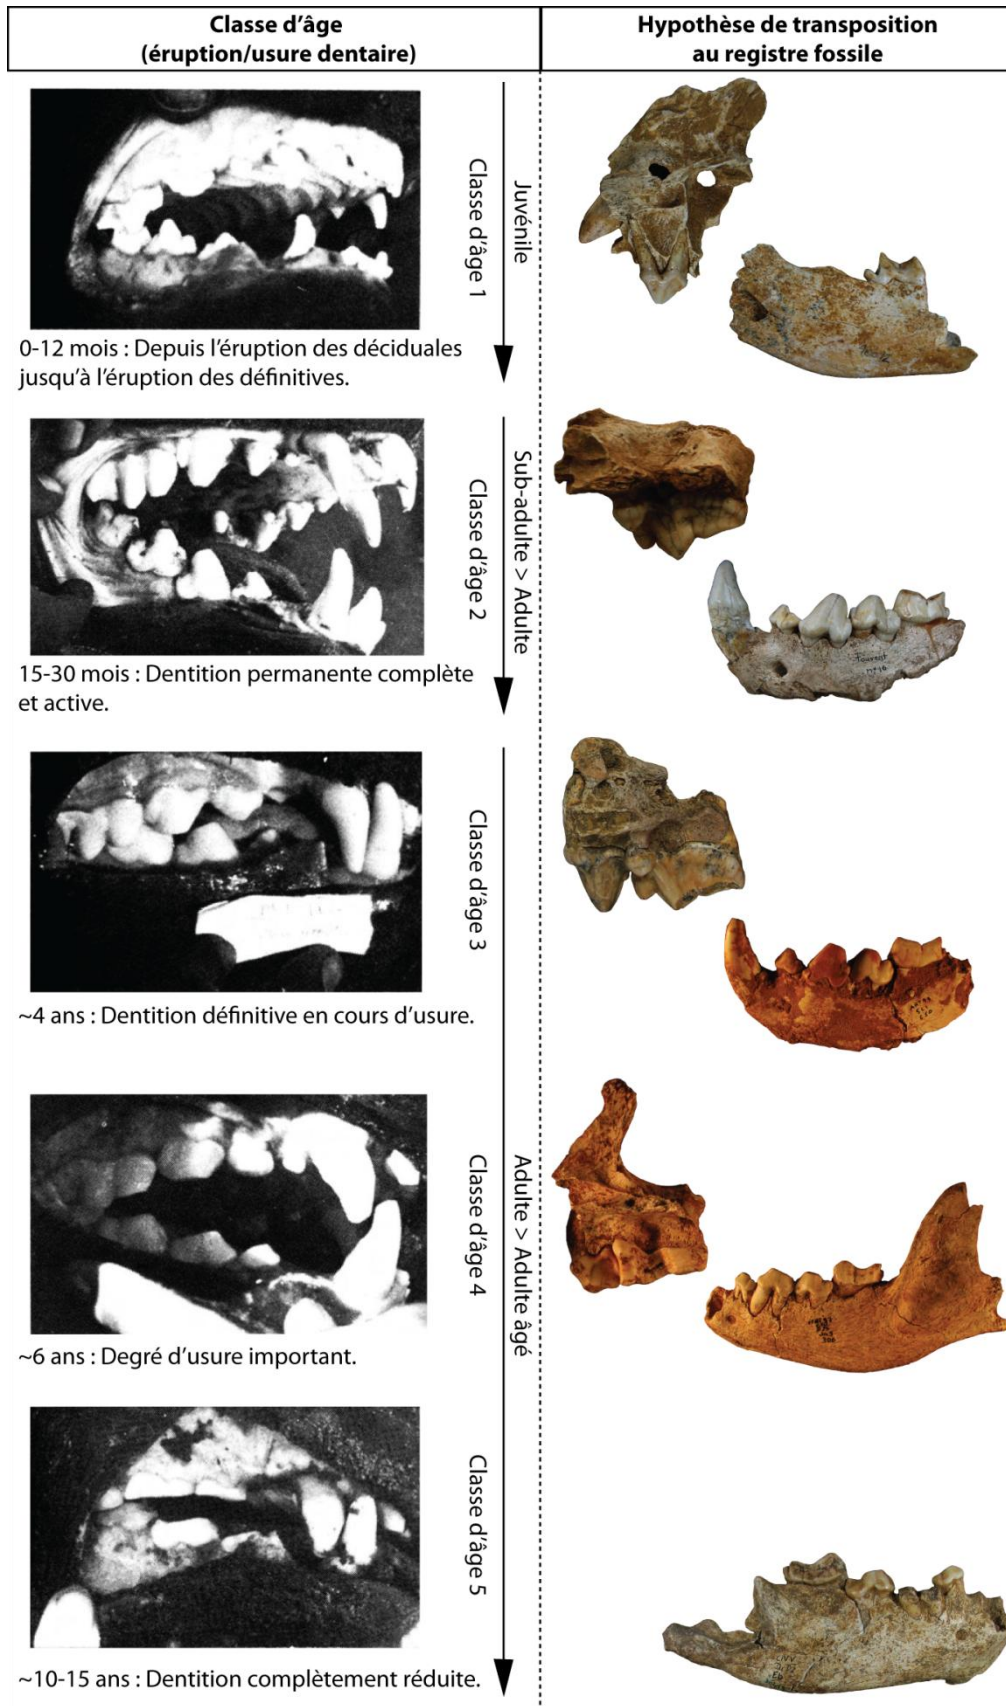 Classe d'âge
(éruption/usure dentaire)
Hypothèse de transposition
au registre fossile
Classe d'âge 1
Juvénile
0-12 mois : Depuis l'éruption des déciduales
jusqu'à l'éruption des définitives.
Classe d'âge 2
Sub-adulte > Adulte
15-30 mois : Dentition permanente complète
et active.
Classe d'âge 3
~4 ans : Dentition définitive en cours d'usure.
Classe d'âge 4
Adulte > Adulte âgé
~6 ans : Degré d'usure important.
Classe d'âge 5
~10-15 ans : Dentition complètement réduite.